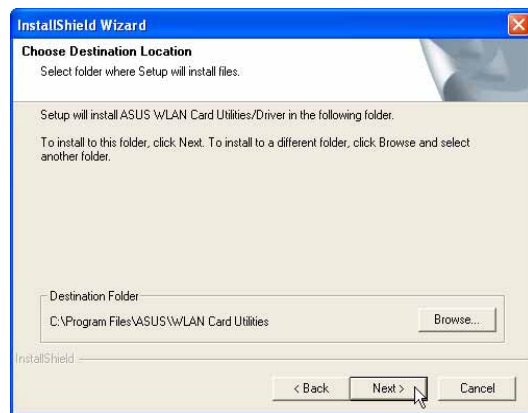 InstallShield Wizard
Choose Destination Location
Select folder where Setup will install files.
Setup will install ASUS WLAN Card Utilities/Driver in the following folder.
To install to this folder, click Next. To install to a different folder, click Browse and select
another folder.
Destination Folder
C:\Program Files\ASUS\WLAN Card Utilities
Browse...
InstallShield
< Back
Next >
Cancel